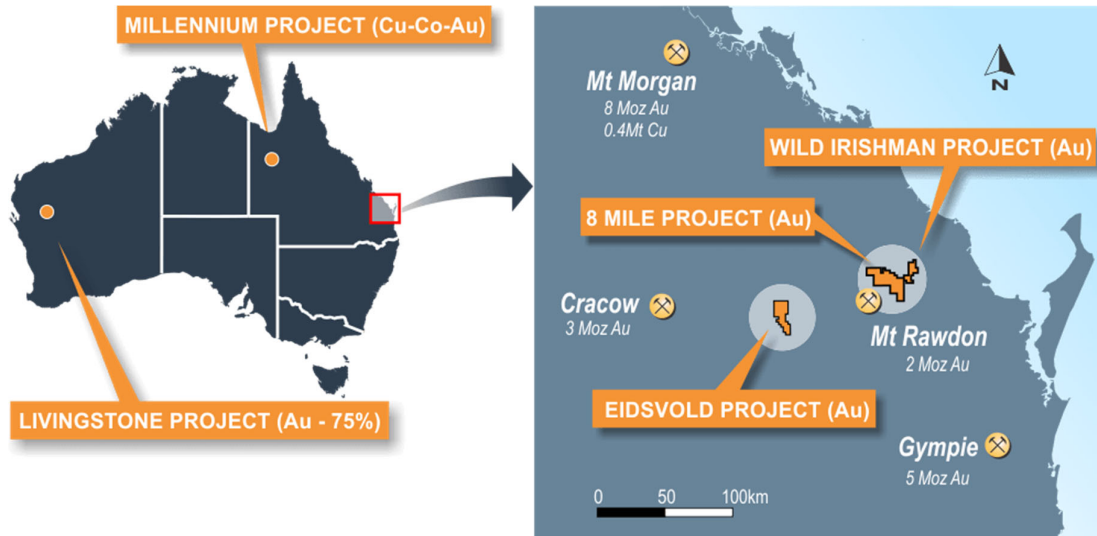 MILLENNIUM PROJECT (Cu-Co-Au)
LIVINGSTONE PROJECT (Au - 75%)
Mt Morgan
8 Moz Au
0.4Mt Cu
N
WILD IRISHMAN PROJECT (Au)
8 MILE PROJECT (Au)
Cracow
3 Moz Au
Mt Rawdon
2 Moz Au
EIDSVOLD PROJECT (Au)
Gympie
5 Moz Au
0 50 100km